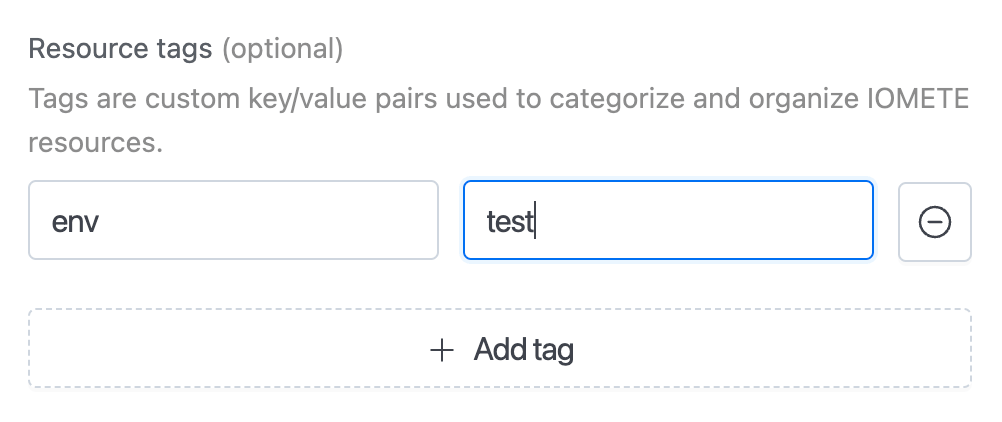 Resource tags (optional)
Tags are custom key/value pairs used to categorize and organize IOMETE
resources.
env
test
Add tag